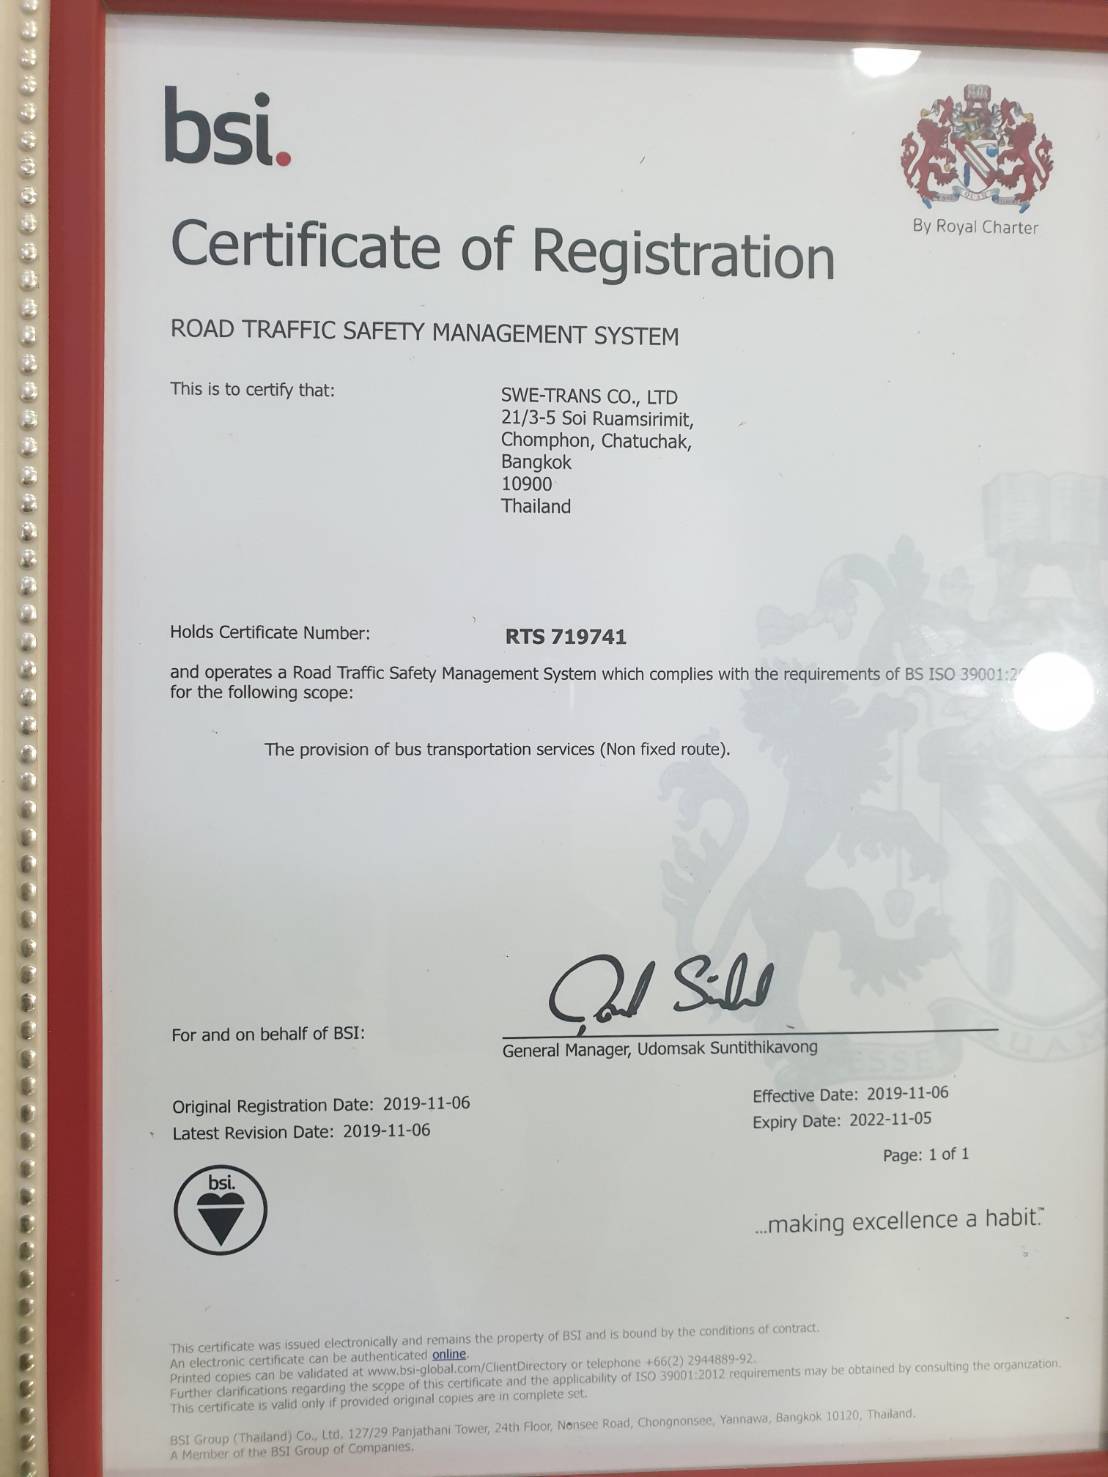 bsi.
By Royal Charter
Certificate of Registration
ROAD TRAFFIC SAFETY MANAGEMENT SYSTEM
This is to certify that:
SWE-TRANS CO., LTD
21/3-5 Soi Ruamsirimit,
Chomphon, Chatuchak,
Bangkok
10900
Thailand
Holds Certificate Number:
RTS 719741
and operates a Road Traffic Safety Management System which complies with the requirements of BS ISO 39001:2
for the following scope:
The provision of bus transportation services (Non fixed route).
For and on behalf of BSI:
General Manager, Udomsak Suntithikavong
Original Registration Date: 2019-11-06
Latest Revision Date: 2019-11-06
Effective Date: 2019-11-06
Expiry Date: 2022-11-05
Page: 1 of 1
bsi.
...making excellence a habit.™
This certificate was issued electronically and remains the property of BSI and is bound by the conditions of contract.
An electronic certificate can be authenticated online.
Printed copies can be validated at www.bsi-global.com/ClientDirectory or telephone +66(2) 2944889-92.
Further clarifications regarding the scope of this certificate and the applicability of ISO 39001:2012 requirements may be obtained by consulting the organization.
This certificate is valid only if provided original copies are in complete set.
BSI Group (Thailand) Co., Ltd. 127/29 Panjathani Tower, 24th Floor, Nonsee Road, Chongnonsee, Yannawa, Bangkok 10120, Thailand.
A Member of the BSI Group of Companies.